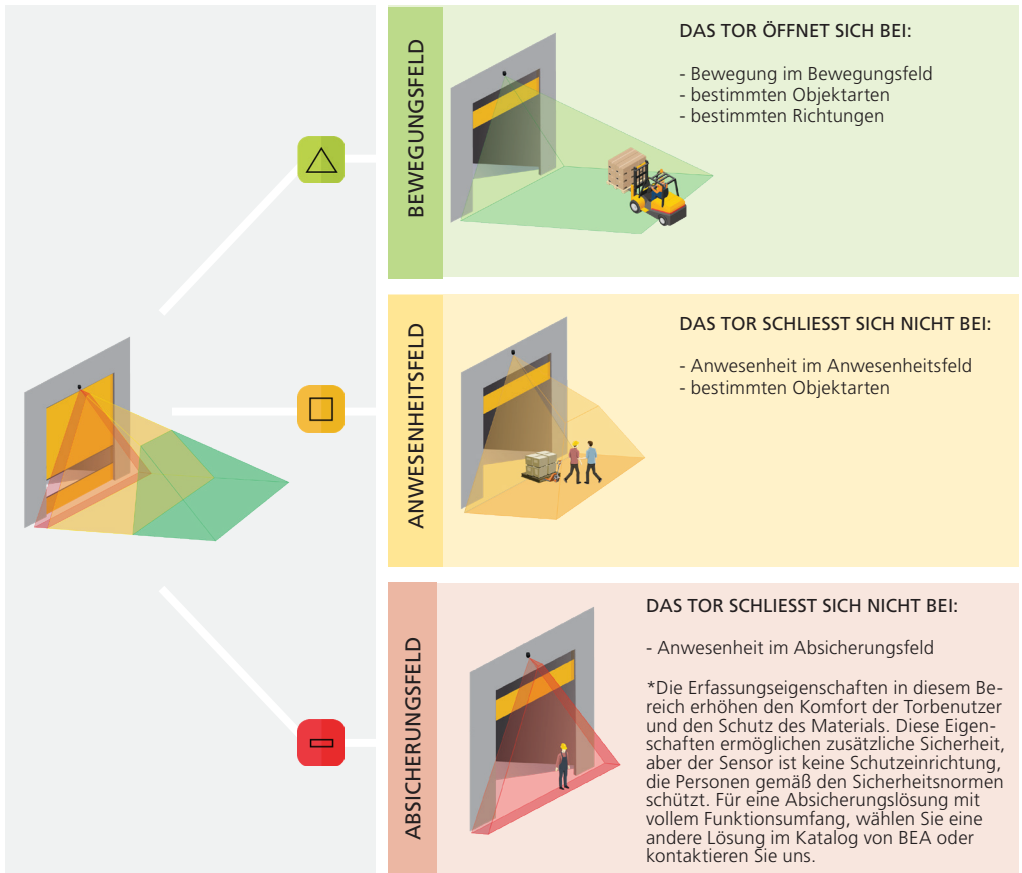 BEWEGUNGSFELD
DAS TOR ÖFFNET SICH BEI:
- Bewegung im Bewegungsfeld
- bestimmten Objektarten
- bestimmten Richtungen
ANWESENHEITSFELD
DAS TOR SCHLIESST SICH NICHT BEI:
- Anwesenheit im Anwesenheitsfeld
- bestimmten Objektarten
ABSICHERUNGSFELD
DAS TOR SCHLIESST SICH NICHT BEI:
- Anwesenheit im Absicherungsfeld
*Die Erfassungseigenschaften in diesem Be-
reich erhöhen den Komfort der Torbenutzer
und den Schutz des Materials. Diese Eigen-
schaften ermöglichen zusätzliche Sicherheit,
aber der Sensor ist keine Schutzeinrichtung,
die Personen gemäß den Sicherheitsnormen
schützt. Für eine Absicherungslösung mit
vollem Funktionsumfang, wählen Sie eine
andere Lösung im Katalog von BEA oder
kontaktieren Sie uns.